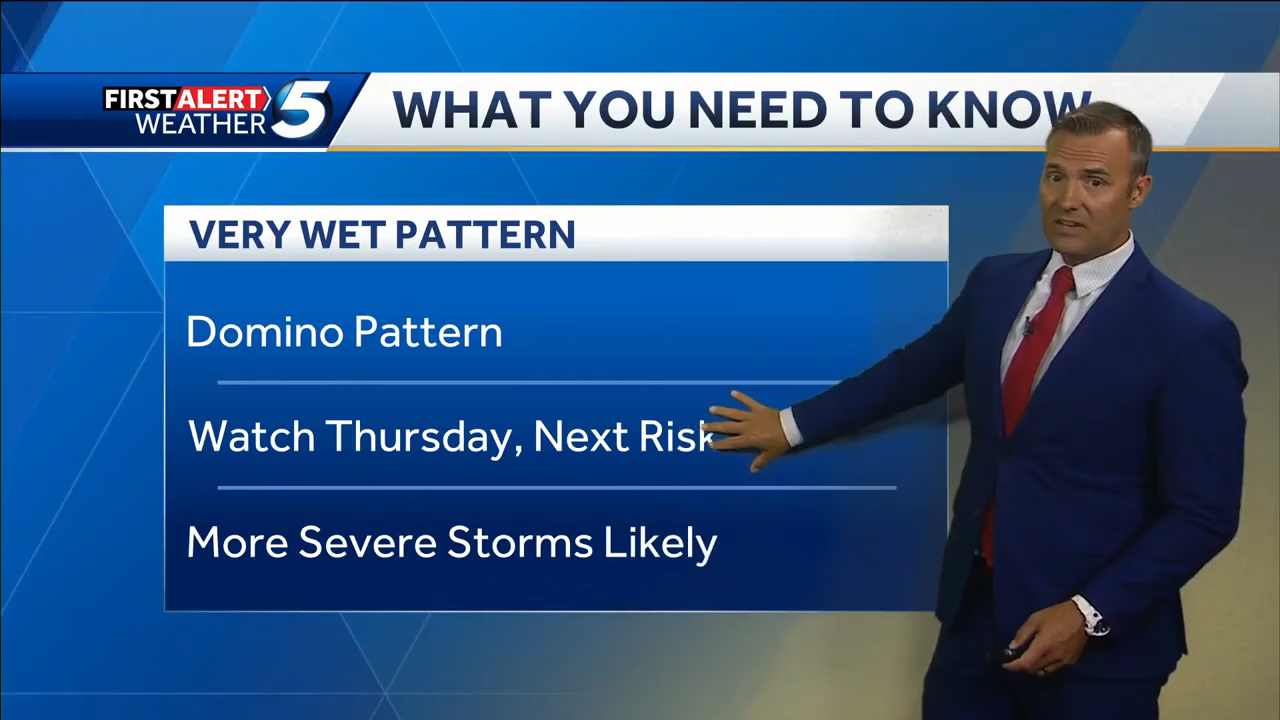 FIRST ALERT
WEATHER 5
WHAT YOU NEED TO KNOW
VERY WET PATTERN
Domino Pattern
Watch Thursday, Next Risk
More Severe Storms Likely